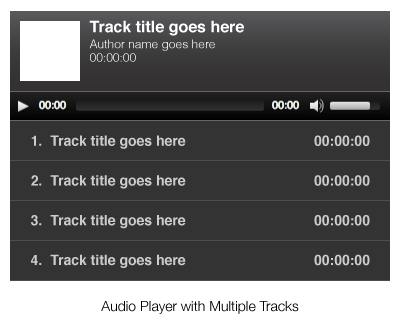 Track title goes here
Author name goes here
00:00:00
00:00 00:00
1. Track title goes here 00:00:00
2. Track title goes here 00:00:00
3. Track title goes here 00:00:00
4. Track title goes here 00:00:00
Audio Player with Multiple Tracks